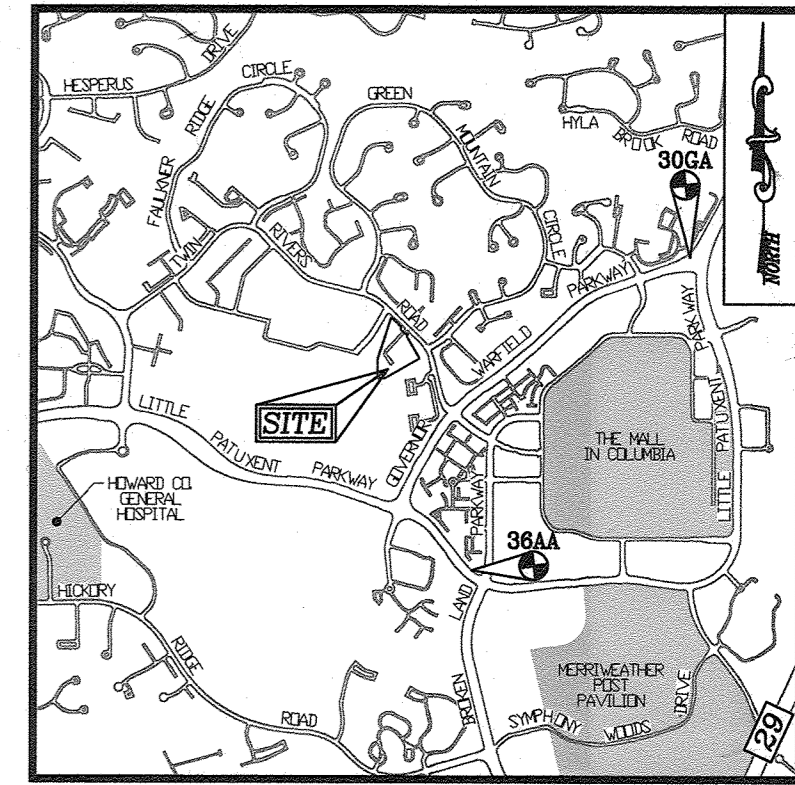 HESPERUS
DRIVE
FAULKNER
RIDGE
CIRCLE
GREEN
MOUNTAIN
CIRCLE
HYLA
BROOK
ROAD
30GA
NORTH
TWIN
RIVERS
ROAD
WARFIELD
PARKWAY
SITE
LITTLE
PATUXENT
PARKWAY
GOVERNOR
PARKWAY
THE MALL
IN COLUMBIA
LITTLE
PATUXENT
PARKWAY
HOWARD CO.
GENERAL
HOSPITAL
36AA
HICKORY
RIDGE
ROAD
BROKEN
LAND
MERRIWEATHER
POST
PAVILION
SYMPHONY
WOODS
DRIVE
29